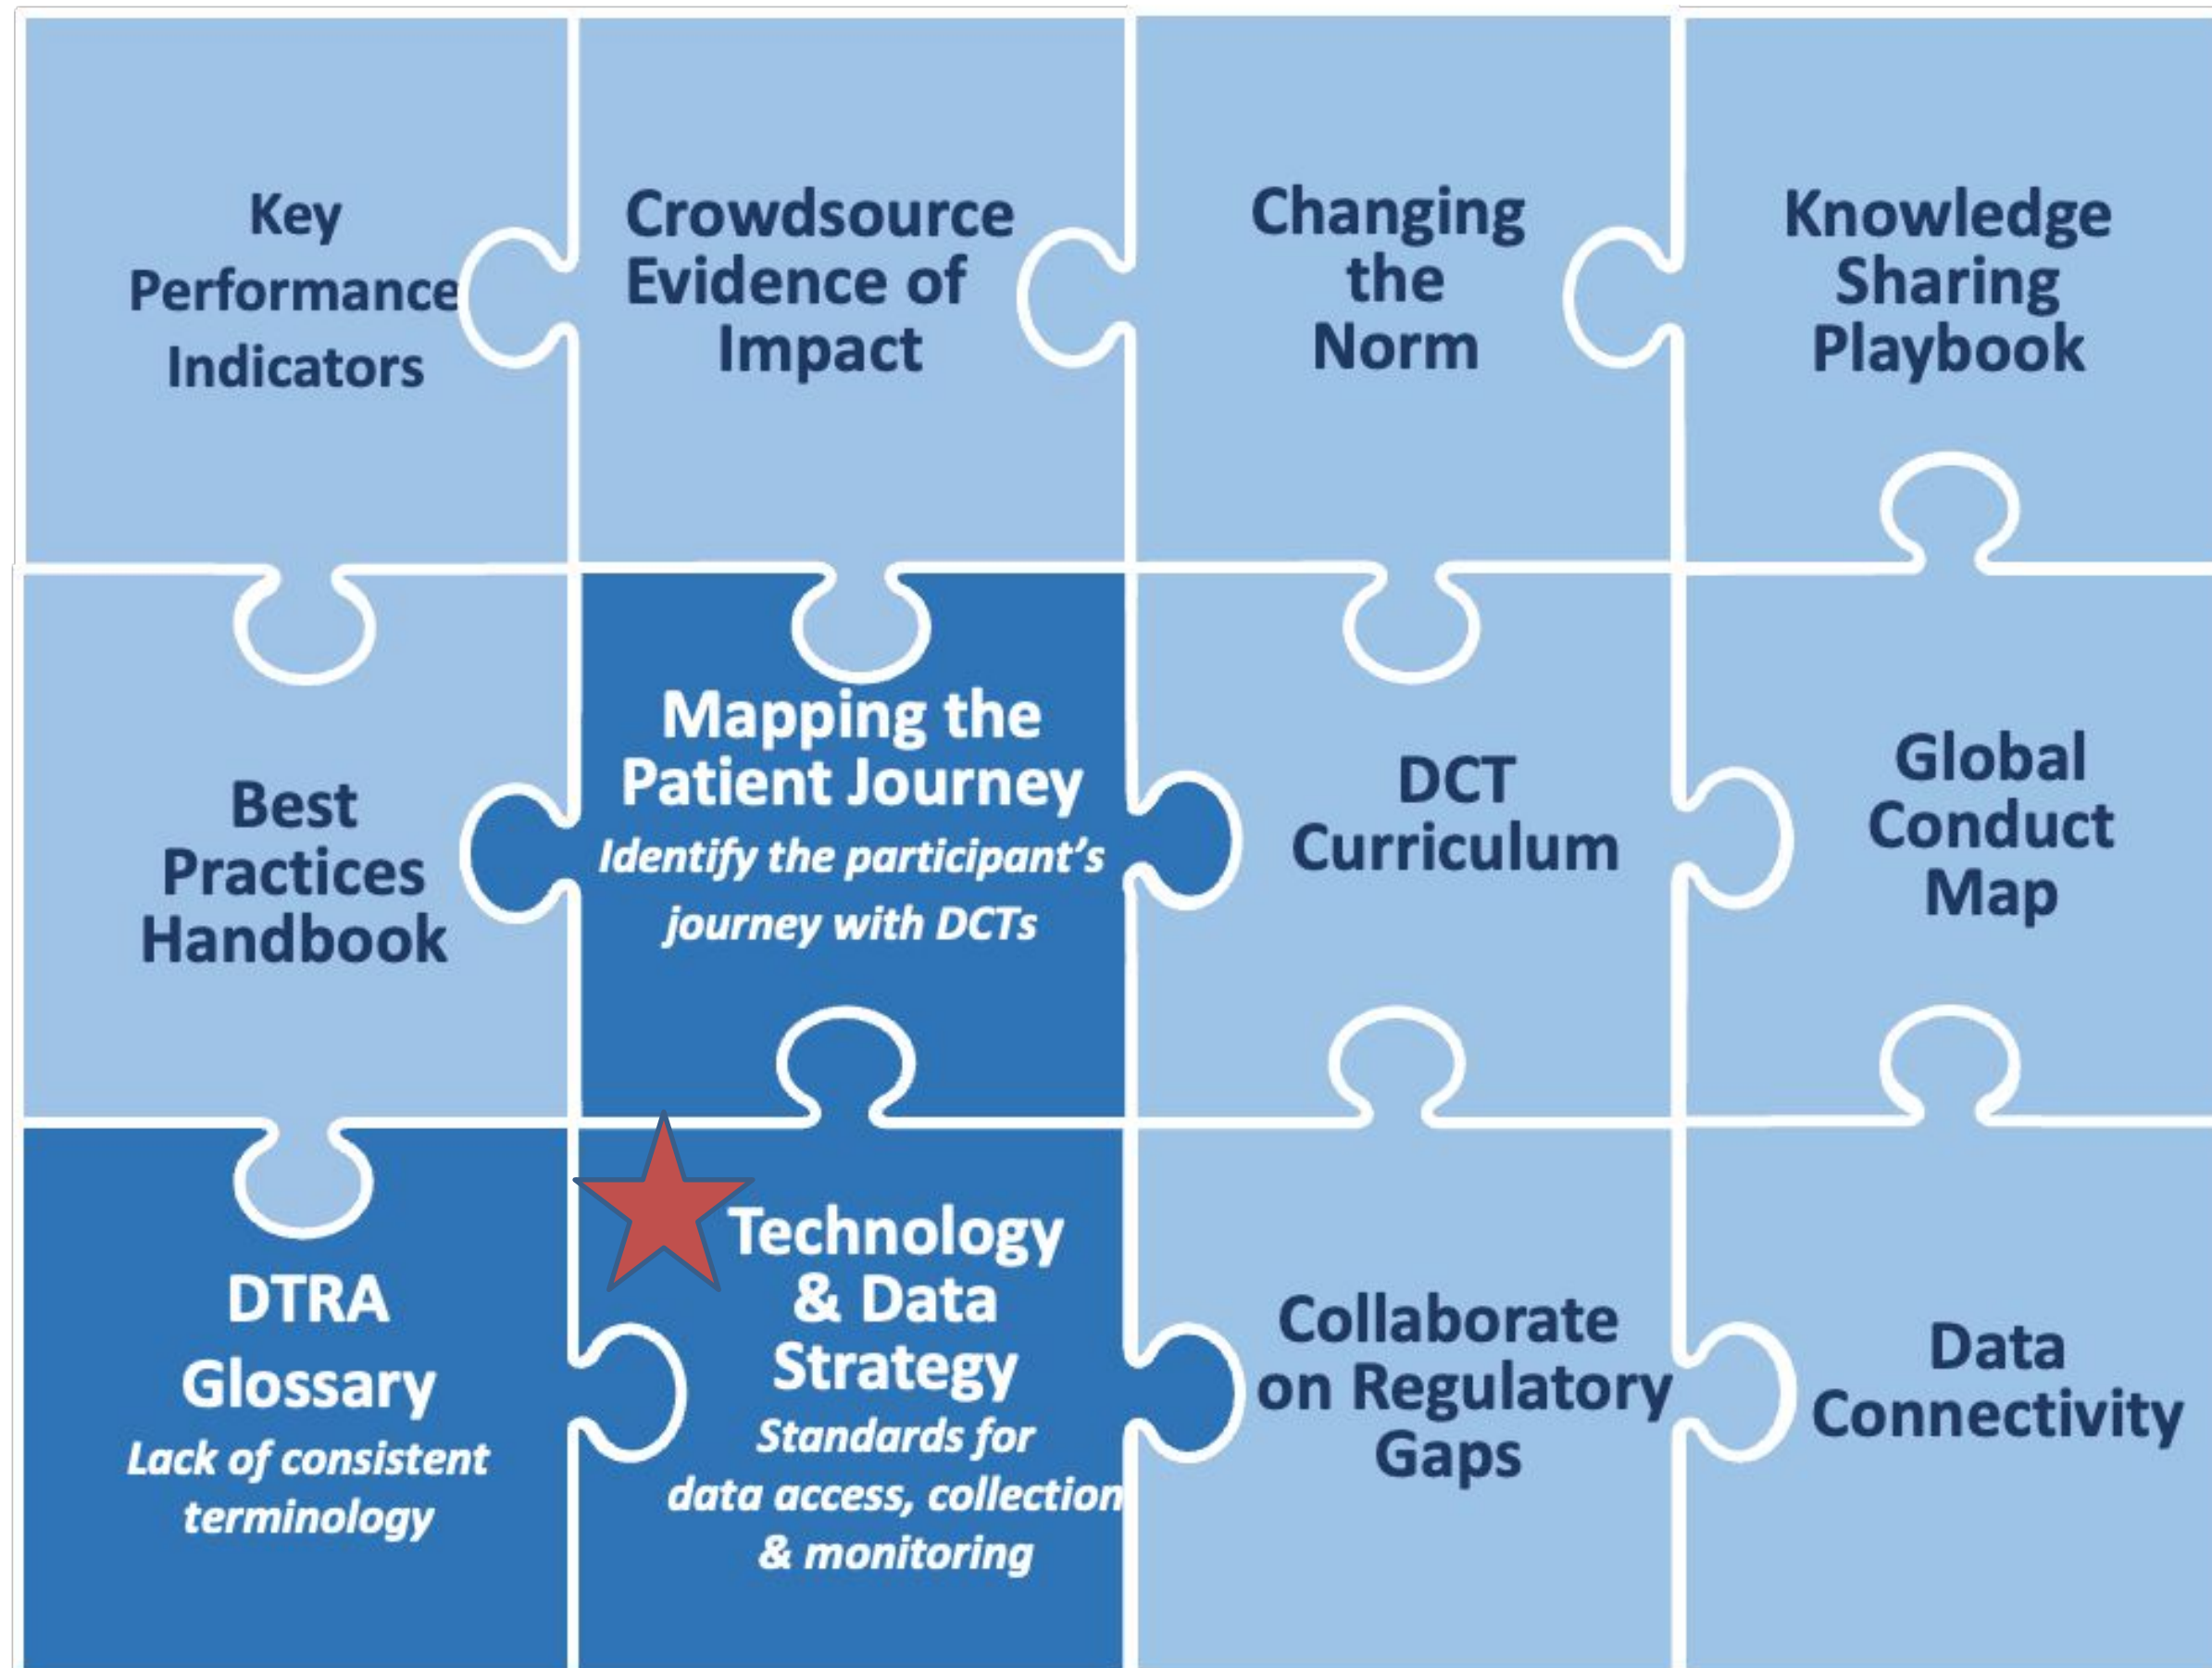 Key
Performance
Indicators
Crowdsource
Evidence of
Impact
Changing
the
Norm
Knowledge
Sharing
Playbook
Best
Practices
Handbook
Mapping the
Patient Journey
Identify the participant's
journey with DCTs
DCT
Curriculum
Global
Conduct
Map
DTRA
Glossary
Lack of consistent
terminology
Technology
& Data
Strategy
Standards for
data access, collection
& monitoring
Collaborate
on Regulatory
Gaps
Data
Connectivity